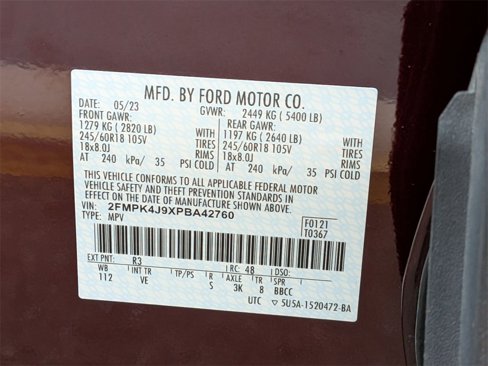 MFD. BY FORD MOTOR CO.
DATE: 05/23 GVWR: 2449 KG ( 5400 LB)
FRONT GAWR: REAR GAWR:
1279 KG ( 2820 LB) 1197 KG ( 2640 LB)
245/60R18 105V TIRES 245/60R18 105V TIRES
18x8.0J RIMS 18x8.0J RIMS
AT 240 kPa/ 35 PSI COLD AT 240 kPa/ 35 PSI COLD
THIS VEHICLE CONFORMS TO ALL APPLICABLE FEDERAL MOTOR
VEHICLE SAFETY AND THEFT PREVENTION STANDARDS IN
EFFECT ON THE DATE OF MANUFACTURE SHOWN ABOVE.
VIN: 2FMPK4J9XPBA42760
TYPE: MPV F0121
T0367
EXT PNT: R3 RC: 48 DSO:
WB INT TR TP/PS R AXLE TR SPR
112 VE S 3K 8 BBCC
UTC ▽ 5U5A-1520472-BA